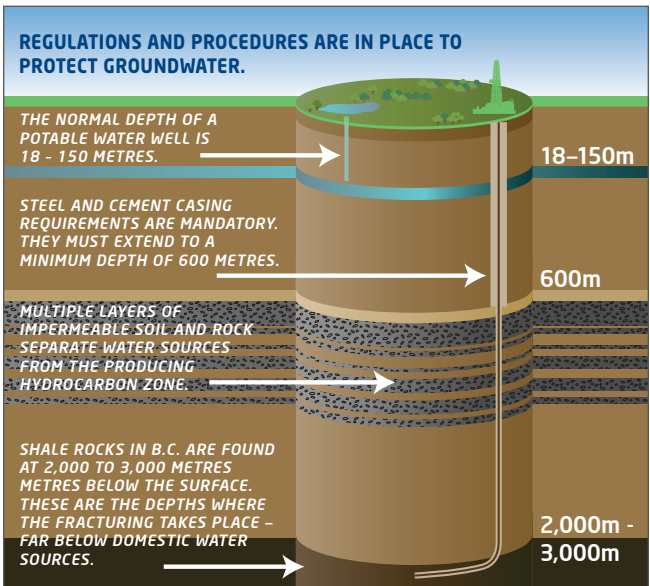 REGULATIONS AND PROCEDURES ARE IN PLACE TO
PROTECT GROUNDWATER.
THE NORMAL DEPTH OF A
POTABLE WATER WELL IS
18 - 150 METRES.
18–150m
STEEL AND CEMENT CASING
REQUIREMENTS ARE MANDATORY.
THEY MUST EXTEND TO A
MINIMUM DEPTH OF 600 METRES.
600m
MULTIPLE LAYERS OF
IMPERMEABLE SOIL AND ROCK
SEPARATE WATER SOURCES
FROM THE PRODUCING
HYDROCARBON ZONE.
SHALE ROCKS IN B.C. ARE FOUND
AT 2,000 TO 3,000 METRES
METRES BELOW THE SURFACE.
THESE ARE THE DEPTHS WHERE
THE FRACTURING TAKES PLACE –
FAR BELOW DOMESTIC WATER
SOURCES.
2,000m -
3,000m